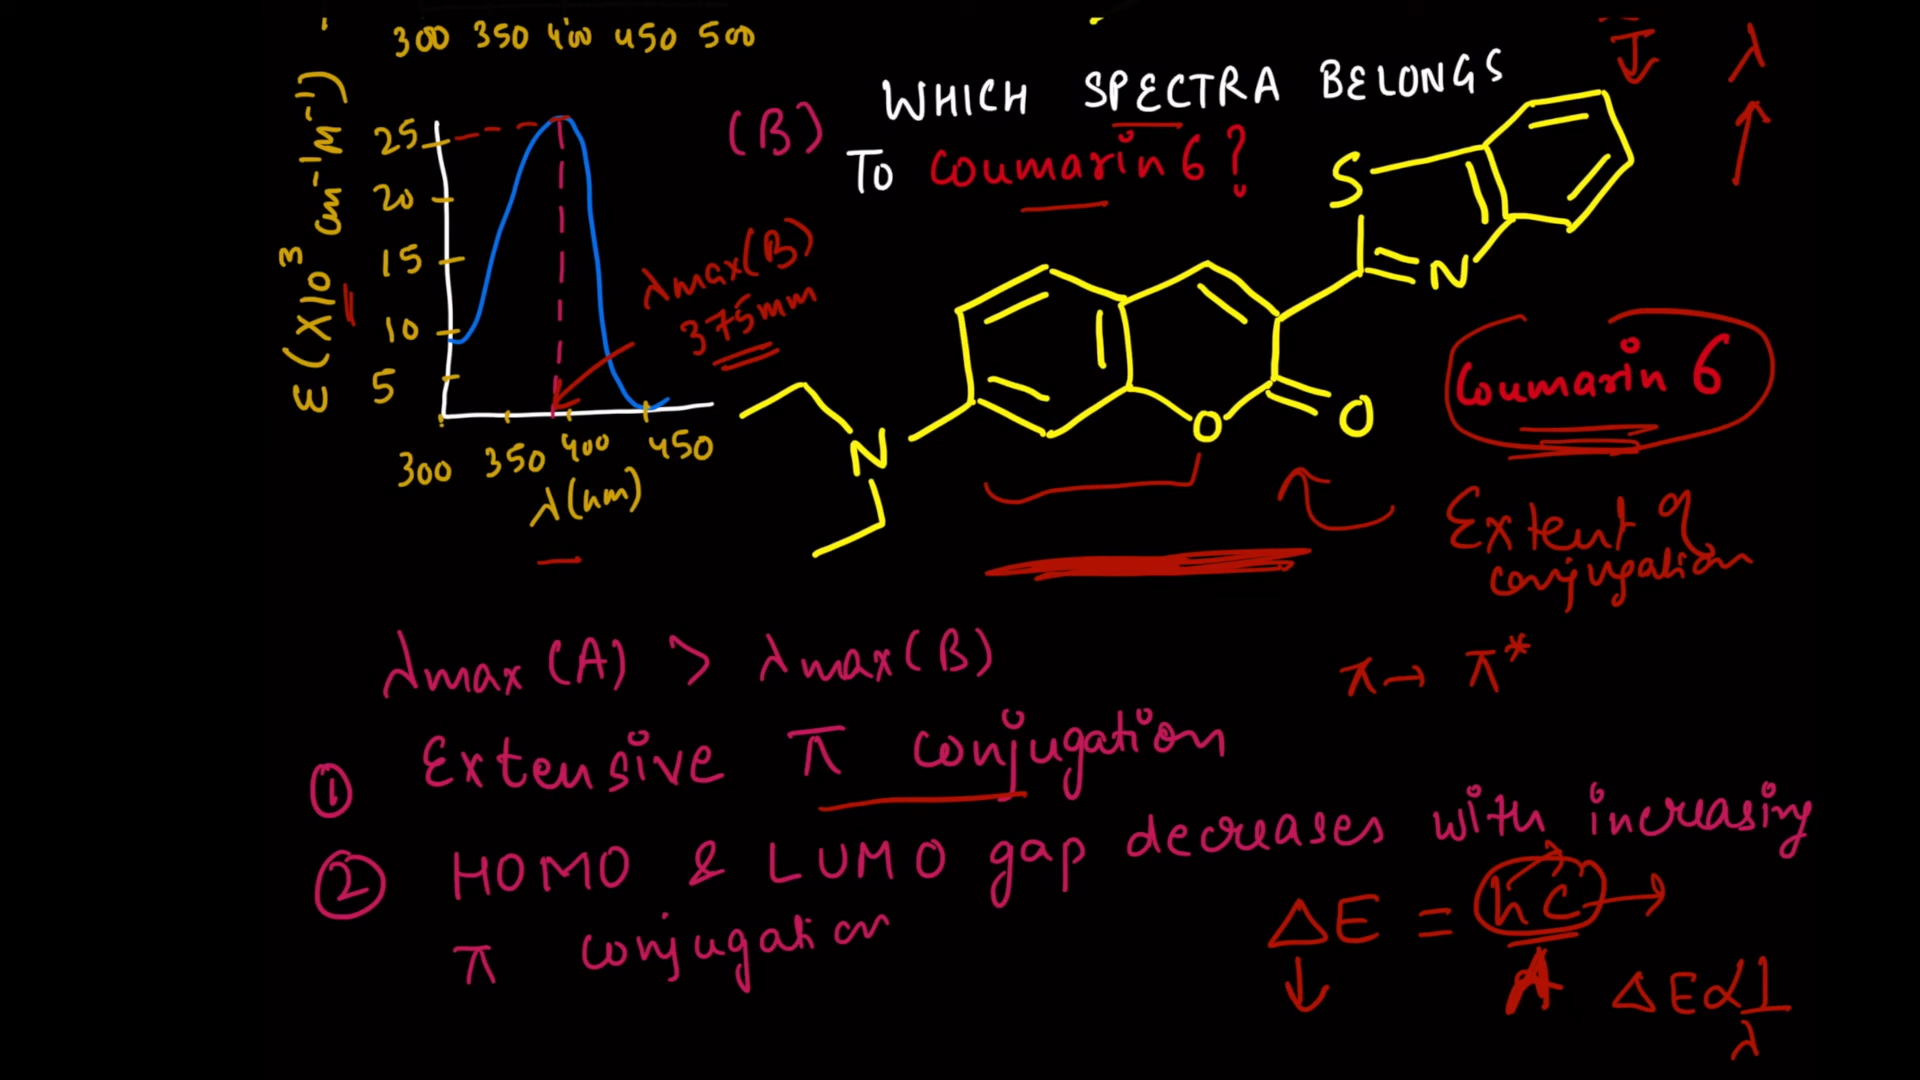 300 350 400 450 500
ε (×10³ cm⁻¹M⁻¹)
25
20
15
10
5
300 350 400 450
λ(nm)
(B)
λmax(B)
375mm
WHICH SPECTRA BELONGS
To Coumarin 6?
λ
S
N
O
O
N
Coumarin 6
Extent of
conjugation
λmax (A) > λmax (B)
π → π*
① Extensive π conjugation
② HOMO & LUMO gap decreases with increasing
π conjugation
ΔE = hc
λ
ΔE α 1
λ